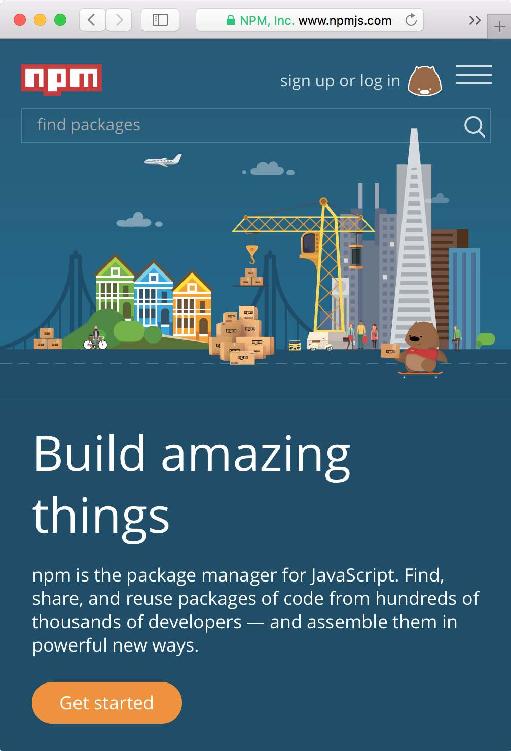 NPM, Inc. www.npmjs.com
npm
sign up or log in
find packages
Build amazing
things
npm is the package manager for JavaScript. Find,
share, and reuse packages of code from hundreds of
thousands of developers — and assemble them in
powerful new ways.
Get started